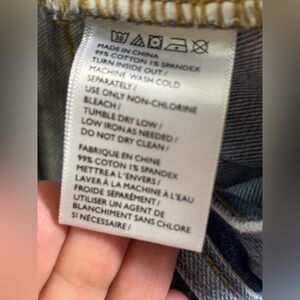 30
MADE IN CHINA
99% COTTON 1% SPANDEX
TURN INSIDE OUT /
MACHINE WASH COLD
SEPARATELY /
USE ONLY NON-CHLORINE
BLEACH /
TUMBLE DRY LOW /
LOW IRON AS NEEDED /
DO NOT DRY CLEAN /
FABRIQUE EN CHINE
99% COTON 1% SPANDEX
METTRE A L'ENVERS /
LAVER À LA MACHINE À L'EAU
FROIDE SÉPARÉMENT /
UTILISER UN AGENT DE
BLANCHIMENT SANS CHLORE
SI NÉCESSAIRE /